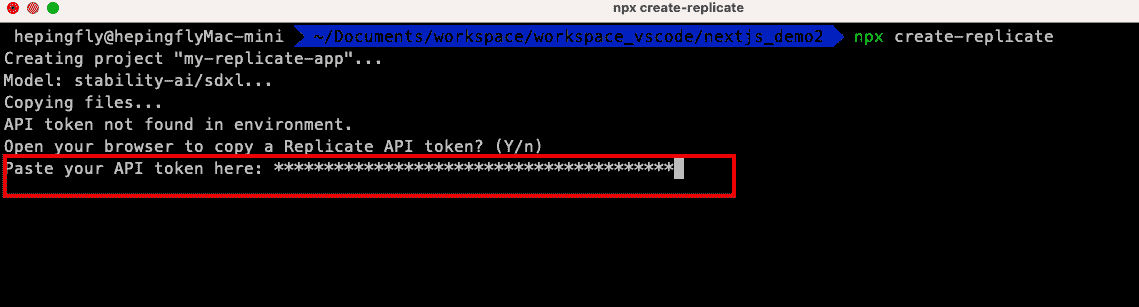 npx create-replicate
hepingfly@hepingflyMac-mini ~/Documents/workspace/workspace_vscode/nextjs_demo2 npx create-replicate
Creating project "my-replicate-app"...
Model: stability-ai/sdxl...
Copying files...
API token not found in environment.
Open your browser to copy a Replicate API token? (Y/n)
Paste your API token here: ****************************************